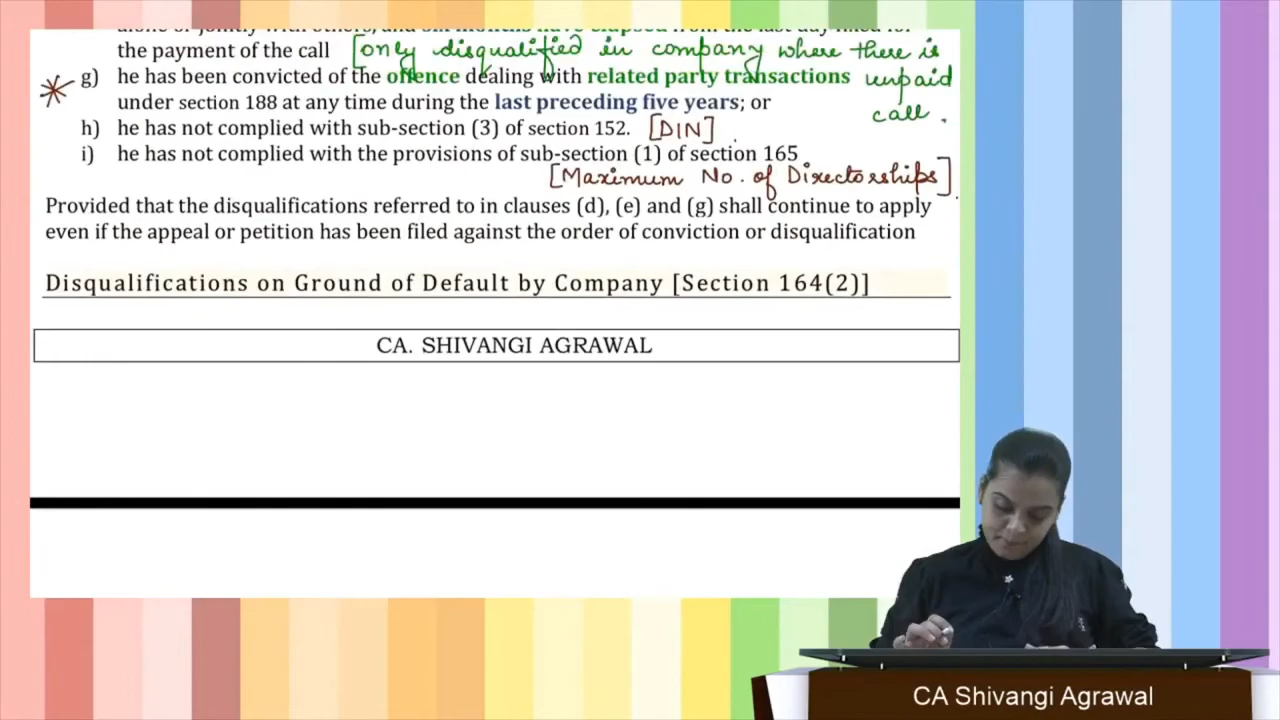 the payment of the call [only disqualified in company where there is
unpaid
call.
g) he has been convicted of the offence dealing with related party transactions
under section 188 at any time during the last preceding five years; or
h) he has not complied with sub-section (3) of section 152. [DIN]
i) he has not complied with the provisions of sub-section (1) of section 165
[Maximum No. of Directorships].
Provided that the disqualifications referred to in clauses (d), (e) and (g) shall continue to apply
even if the appeal or petition has been filed against the order of conviction or disqualification
Disqualifications on Ground of Default by Company [Section 164(2)]
CA. SHIVANGI AGRAWAL
CA Shivangi Agrawal